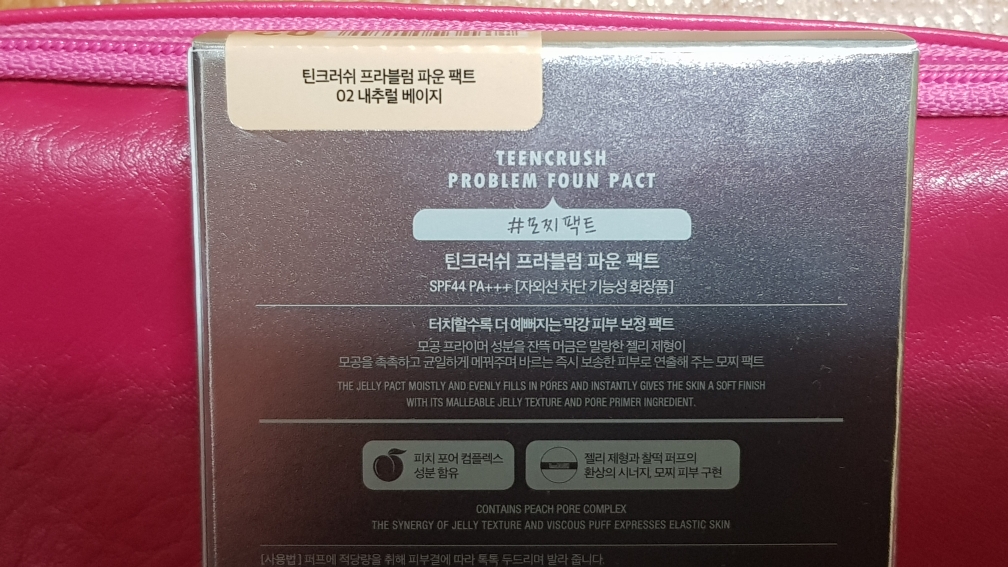 틴크러쉬 프라블럼 파운 팩트
02 내추럴 베이지
TEENCRUSH
PROBLEM FOUN PACT
#모찌팩트
틴크러쉬 프라블럼 파운 팩트
SPF44 PA+++ [자외선 차단 기능성 화장품]
터치할수록 더 예뻐지는 막강 피부 보정 팩트
모공 프라이머 성분을 잔뜩 머금은 말랑한 젤리 제형이
모공을 촉촉하고 균일하게 메꿔주며 바르는 즉시 보송한 피부로 연출해 주는 모찌 팩트
THE JELLY PACT MOISTLY AND EVENLY FILLS IN PORES AND INSTANTLY GIVES THE SKIN A SOFT FINISH
WITH ITS MALLEABLE JELLY TEXTURE AND PORE PRIMER INGREDIENT.
피치 포어 컴플렉스
성분 함유
젤리 제형과 찰떡 퍼프의
환상의 시너지, 모찌 피부 구현
CONTAINS PEACH PORE COMPLEX
THE SYNERGY OF JELLY TEXTURE AND VISCOUS PUFF EXPRESSES ELASTIC SKIN
[사용법] 퍼프에 적당량을 취해 피부결에 따라 톡톡 두드리며 발라 줍니다.